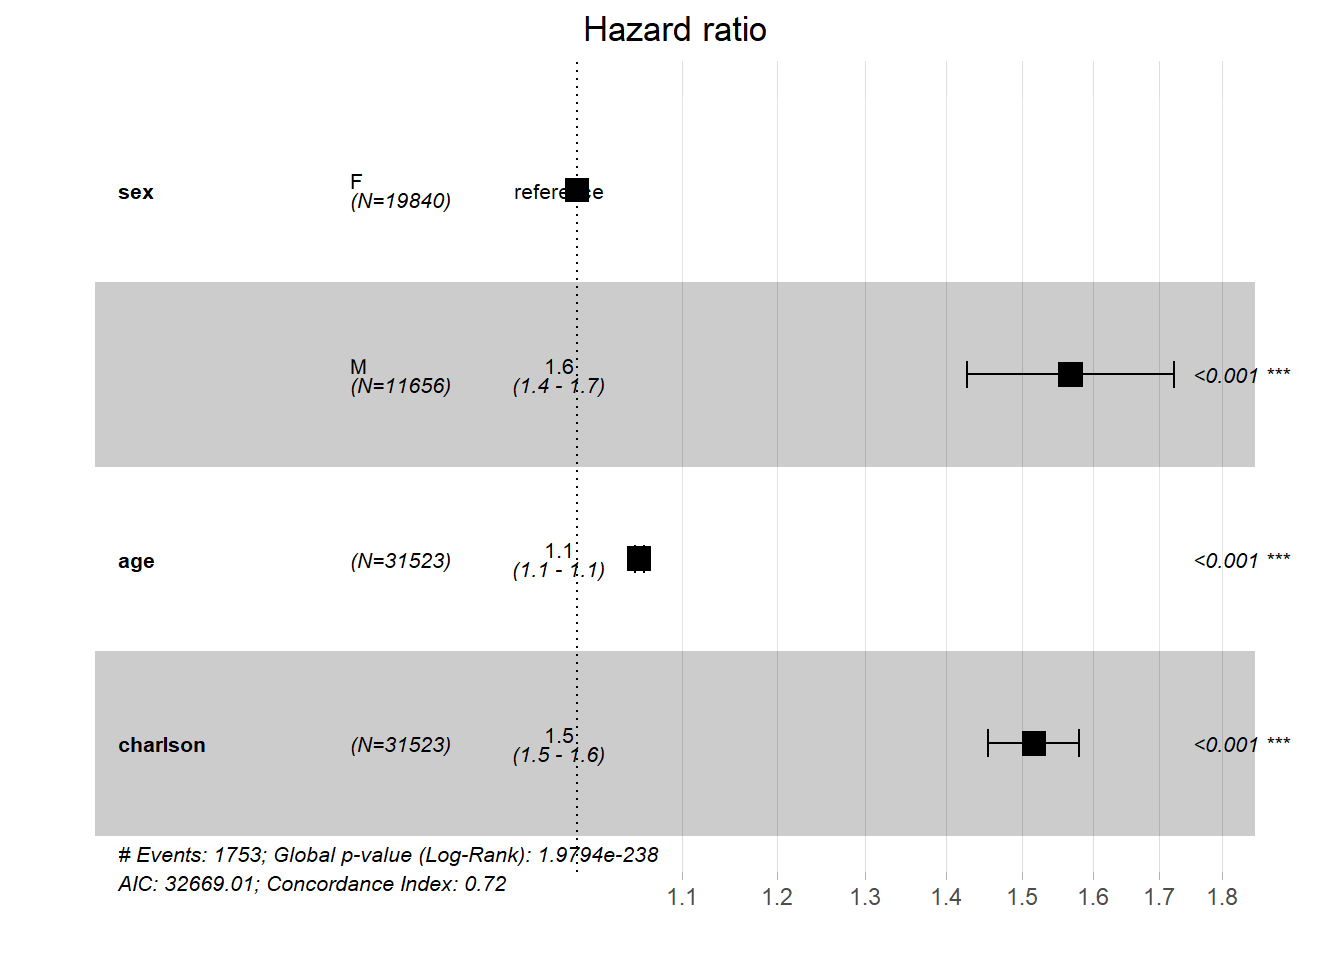 Hazard ratio
sex
F
(N=19840)
reference
M
(N=11656)
1.6
(1.4 - 1.7)
<0.001 ***
age
(N=31523)
1.1
(1.1 - 1.1)
<0.001 ***
charlson
(N=31523)
1.5
(1.5 - 1.6)
<0.001 ***
# Events: 1753; Global p-value (Log-Rank): 1.9794e-238
AIC: 32669.01; Concordance Index: 0.72
1.1 1.2 1.3 1.4 1.5 1.6 1.7 1.8